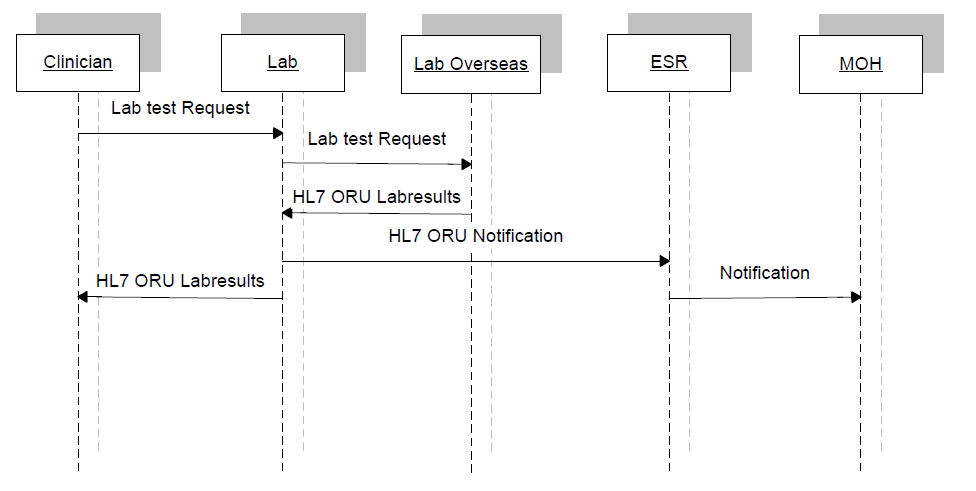 Clinician
Lab
Lab Overseas
ESR
MOH
Lab test Request
Lab test Request
HL7 ORU Labresults
HL7 ORU Notification
HL7 ORU Labresults
Notification